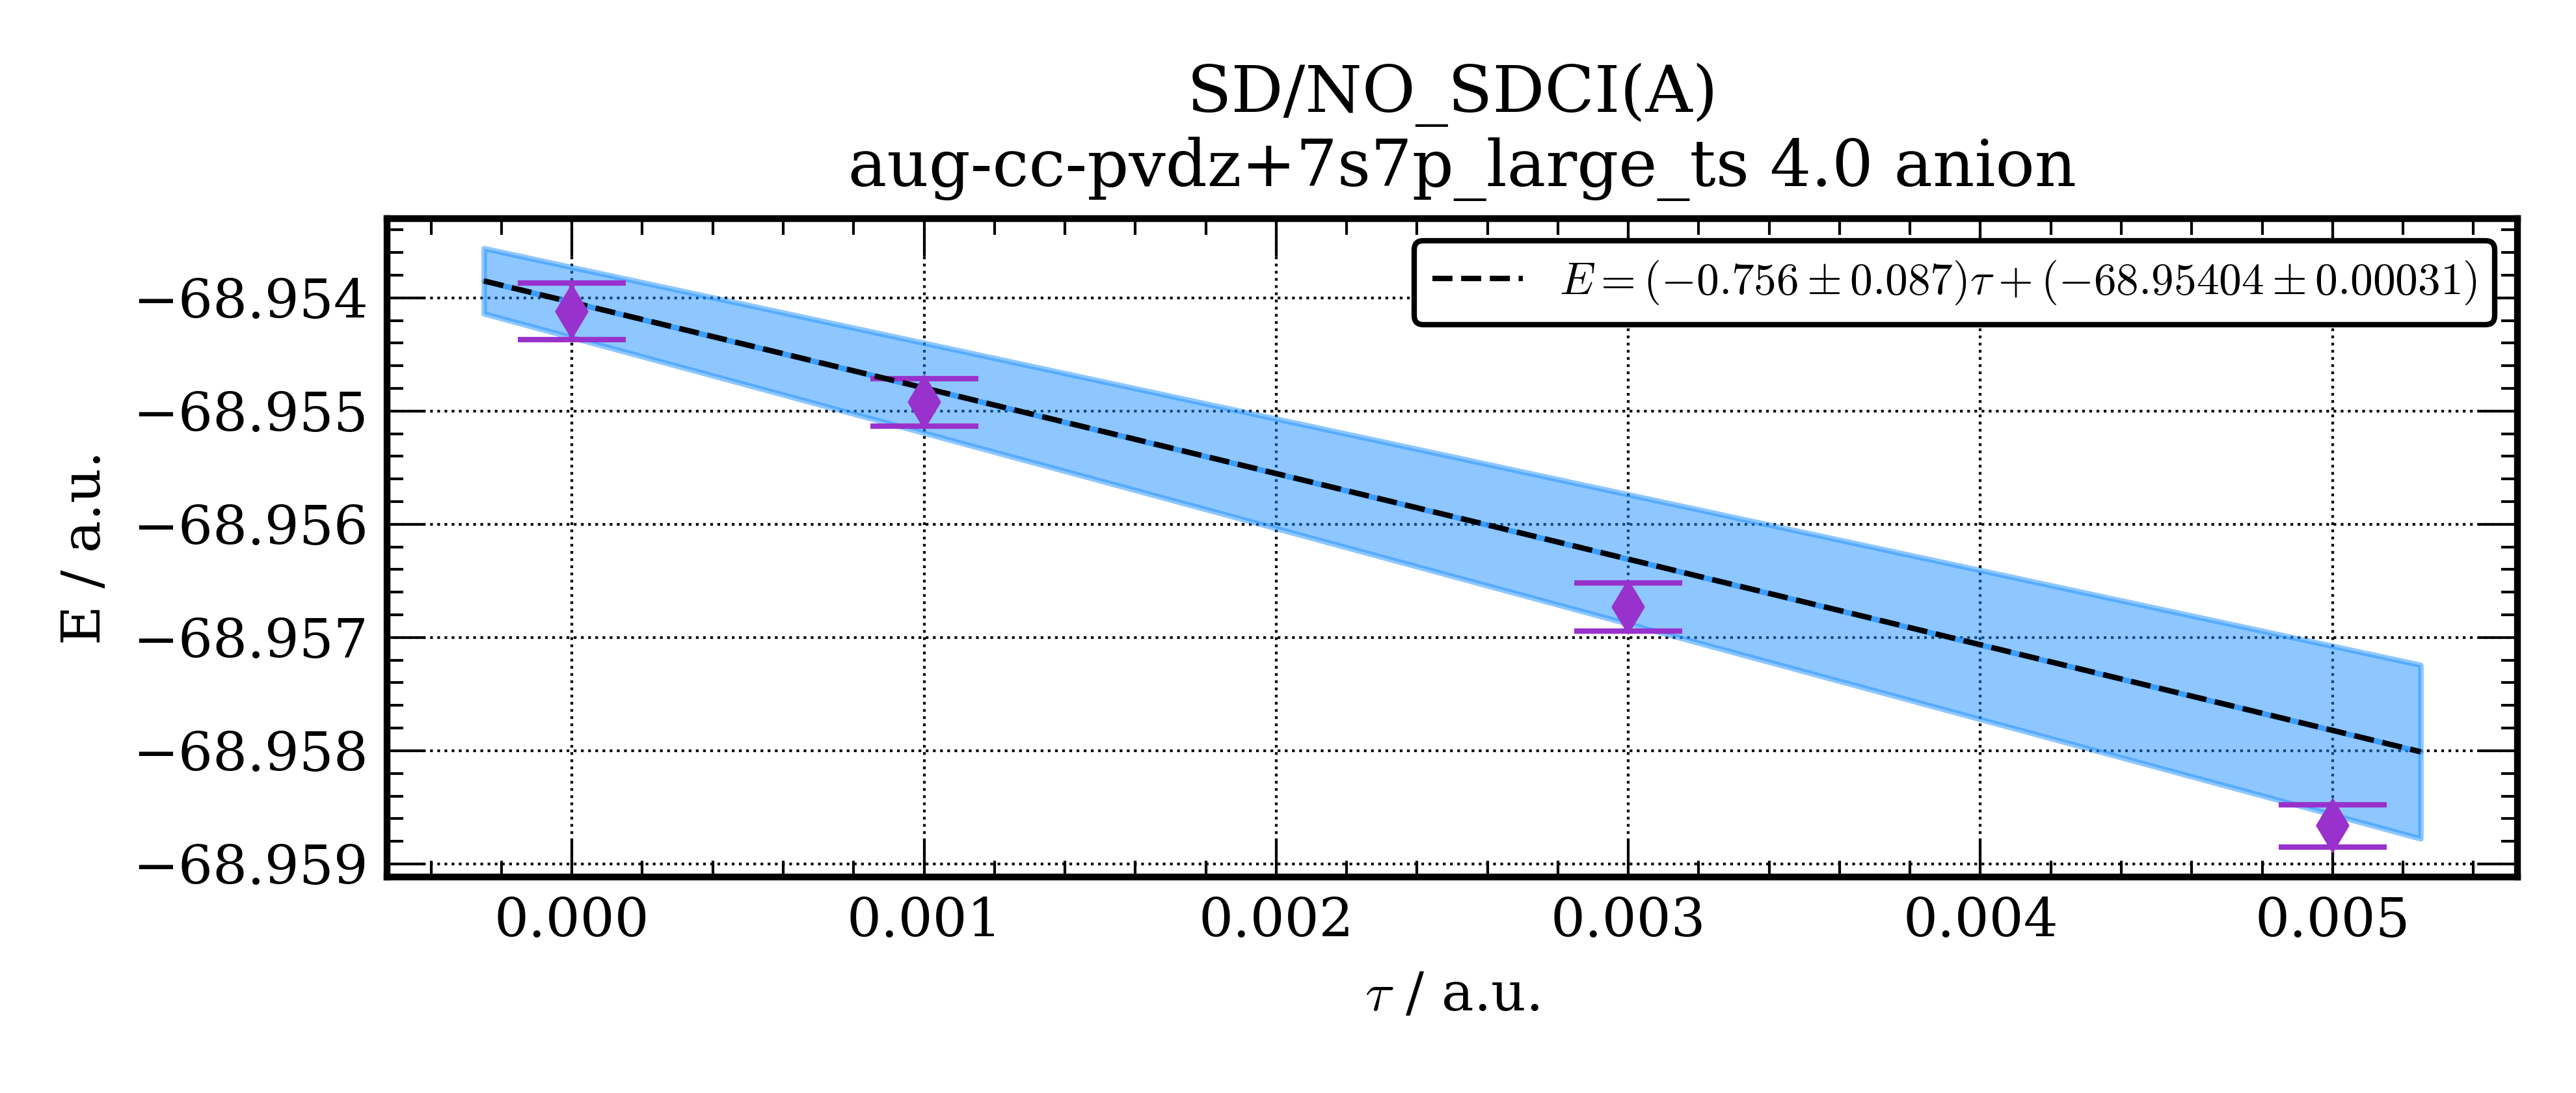 SD/NO_SDCI(A)
aug-cc-pvdz+7s7p_large_ts 4.0 anion
E = (−0.756 ± 0.087)τ + (−68.95404 ± 0.00031)
−68.954
−68.955
−68.956
−68.957
−68.958
−68.959
E / a.u.
0.000 0.001 0.002 0.003 0.004 0.005
τ / a.u.